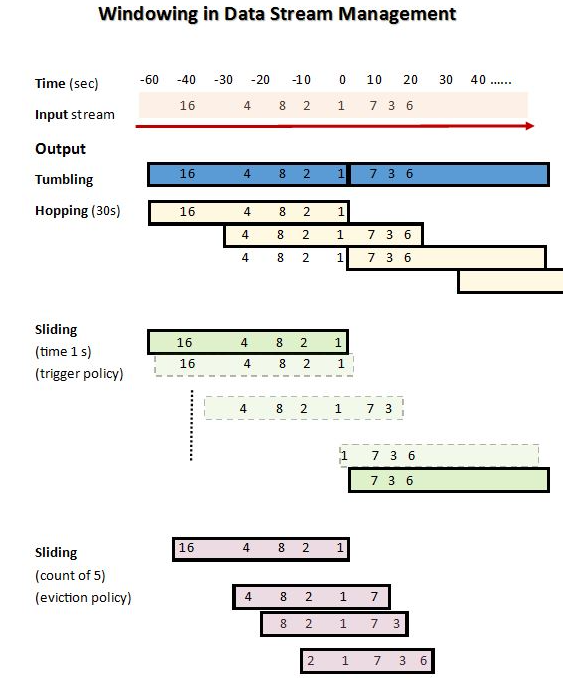 Windowing in Data Stream Management
Time (sec) -60 -40 -30 -20 -10 0 10 20 30 40 ......
Input stream 16 4 8 2 1 7 3 6
Output
Tumbling 16 4 8 2 1 7 3 6
Hopping (30s) 16 4 8 2 1
4 8 2 1 7 3 6
4 8 2 1 7 3 6
Sliding
(time 1 s)
(trigger policy)
16 4 8 2 1
16 4 8 2 1
4 8 2 1 7 3
1 7 3 6
7 3 6
Sliding
(count of 5)
(eviction policy)
16 4 8 2 1
4 8 2 1 7
8 2 1 7 3
2 1 7 3 6